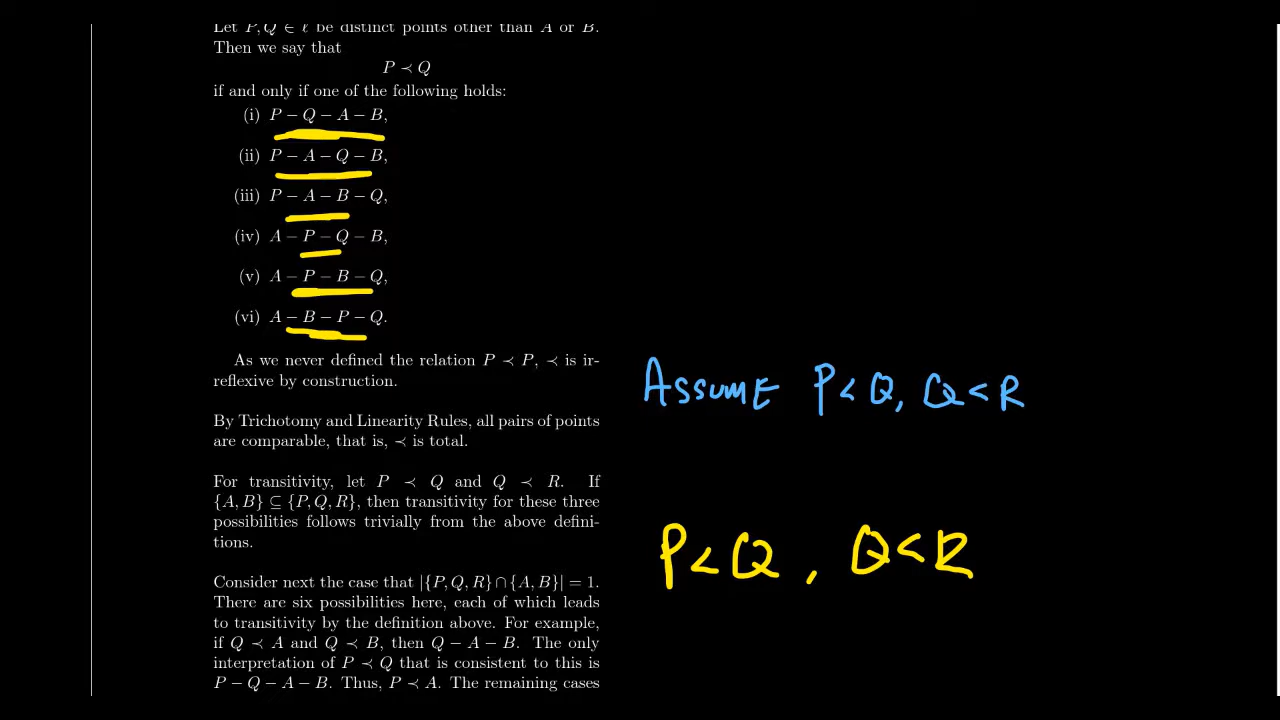 Let P, Q ∈ ℓ be distinct points other than A or B.
Then we say that
P ≺ Q
if and only if one of the following holds:
(i) P − Q − A − B,
(ii) P − A − Q − B,
(iii) P − A − B − Q,
(iv) A − P − Q − B,
(v) A − P − B − Q,
(vi) A − B − P − Q.
As we never defined the relation P ≺ P, ≺ is ir-
reflexive by construction.
By Trichotomy and Linearity Rules, all pairs of points
are comparable, that is, ≺ is total.
For transitivity, let P ≺ Q and Q ≺ R. If
{A, B} ⊆ {P, Q, R}, then transitivity for these three
possibilities follows trivially from the above defini-
tions.
Consider next the case that |{P, Q, R} ∩ {A, B}| = 1.
There are six possibilities here, each of which leads
to transitivity by the definition above. For example,
if Q ≺ A and Q ≺ B, then Q − A − B. The only
interpretation of P ≺ Q that is consistent to this is
P − Q − A − B. Thus, P ≺ A. The remaining cases
ASSUME P < Q, Q < R
P < Q , Q < R